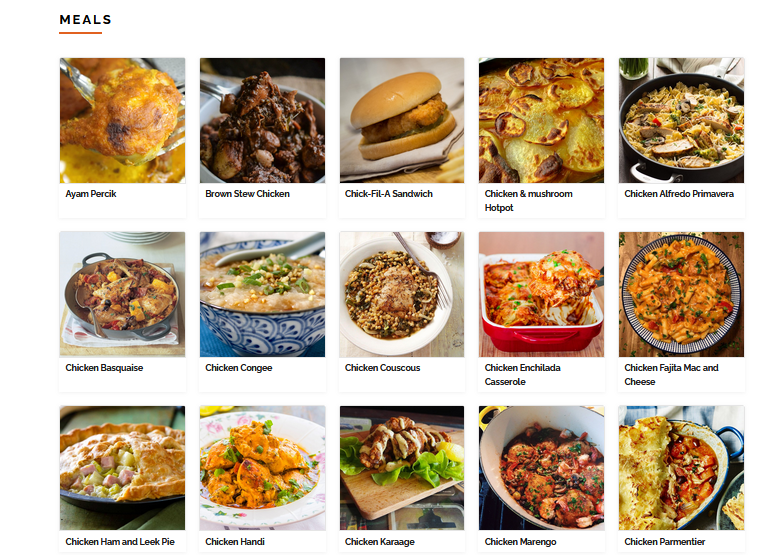 MEALS
Ayam Percik
Brown Stew Chicken
Chick-Fil-A Sandwich
Chicken & mushroom
Hotpot
Chicken Alfredo Primavera
Chicken Basquaise
Chicken Congee
Chicken Couscous
Chicken Enchilada
Casserole
Chicken Fajita Mac and
Cheese
Chicken Ham and Leek Pie
Chicken Handi
Chicken Karaage
Chicken Marengo
Chicken Parmentier